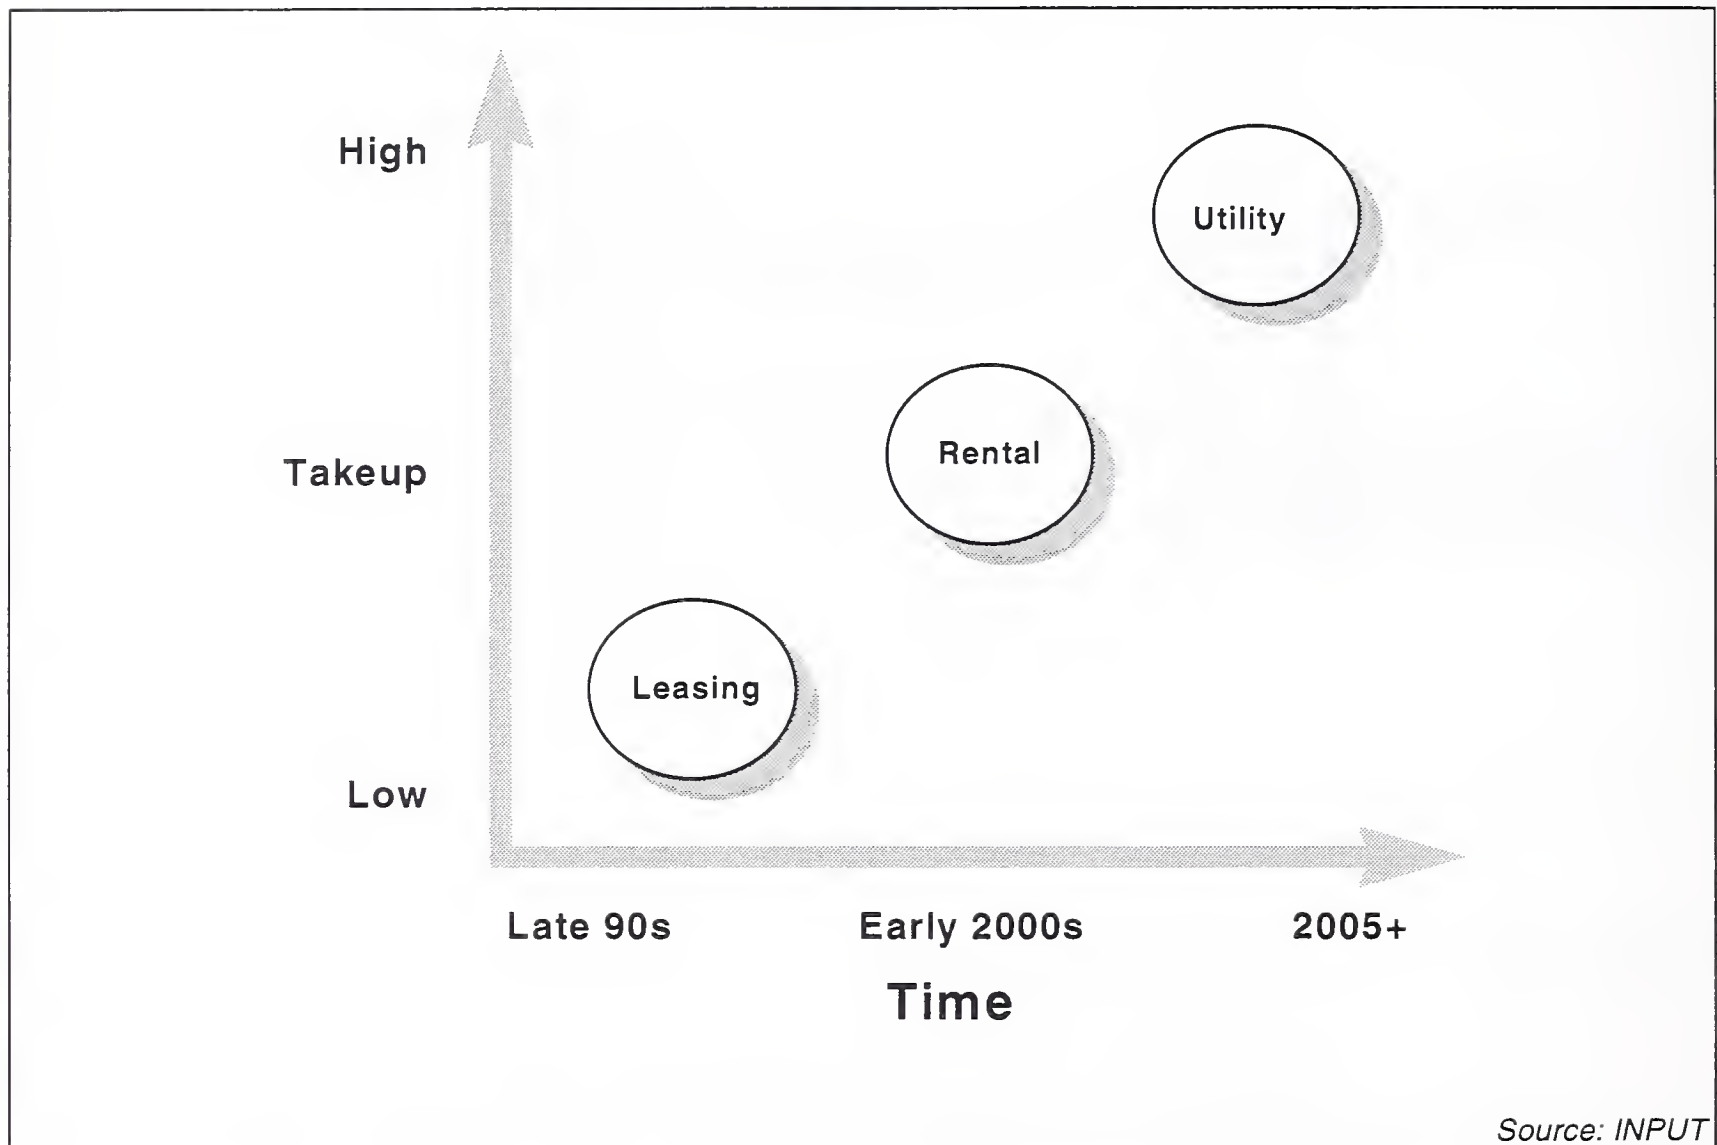 High
Utility
Rental
Takeup
Leasing
Low
Late 90s
Early 2000s
2005+
Time
Source: INPUT